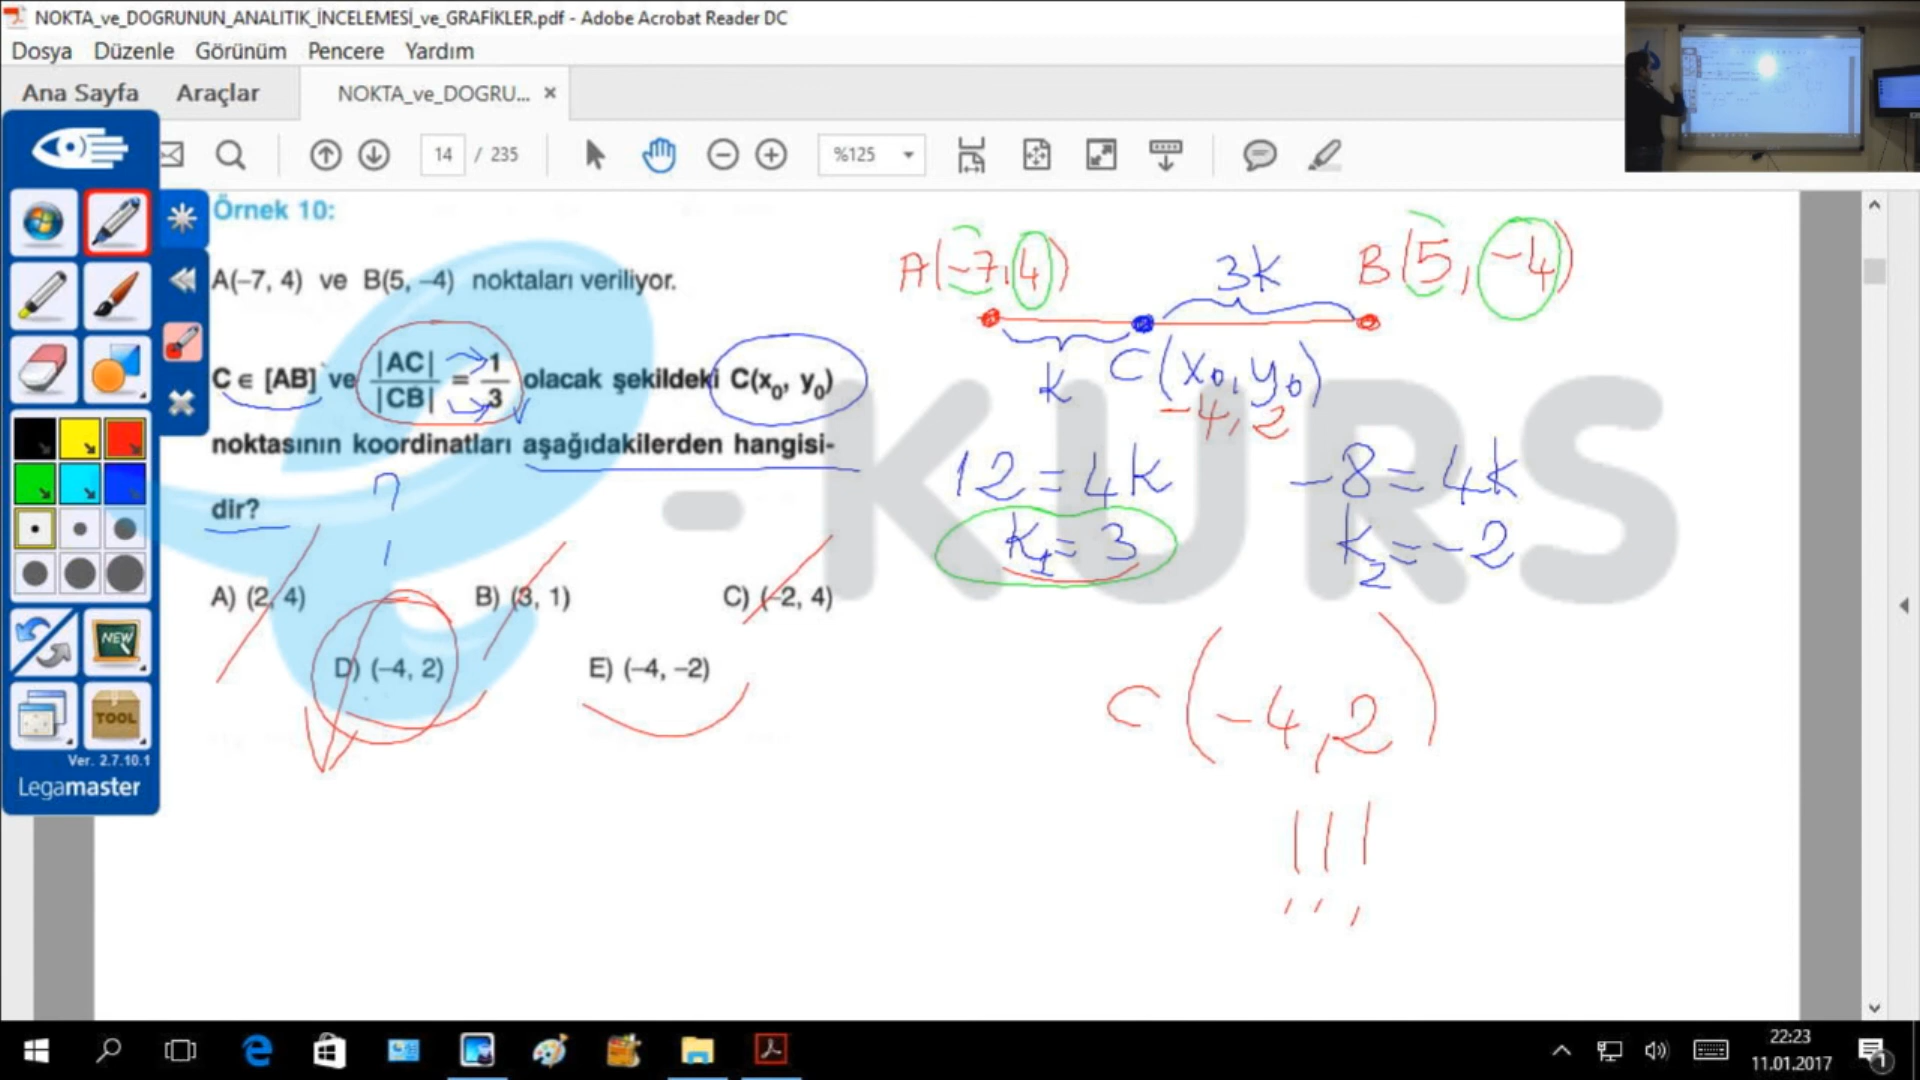 NOKTA_ve_DOGRUNUN_ANALITIK_İNCELEMESİ_ve_GRAFİKLER.pdf - Adobe Acrobat Reader DC
Dosya Düzenle Görünüm Pencere Yardım
Ana Sayfa Araçlar NOKTA_ve_DOGRU... ×
14 / 235 %125
Örnek 10:
A(–7, 4) ve B(5, –4) noktaları veriliyor.
C ∈ [AB] ve |AC| / |CB| = 1 / 3 olacak şekildeki C(x₀, y₀)
noktasının koordinatları aşağıdakilerden hangisi-
dir?
A) (2, 4) B) (3, 1) C) (–2, 4)
D) (–4, 2) E) (–4, –2)
A(-7,4) 3k B(5,-4)
k C(x₀,y₀)
-4,2
12=4k -8=4k
k₁=3 k₂=-2
C(-4,2)
!!!
-KURS
NEW
TOOL
Ver. 2.7.10.1
Legamaster
22:23
11.01.2017
1